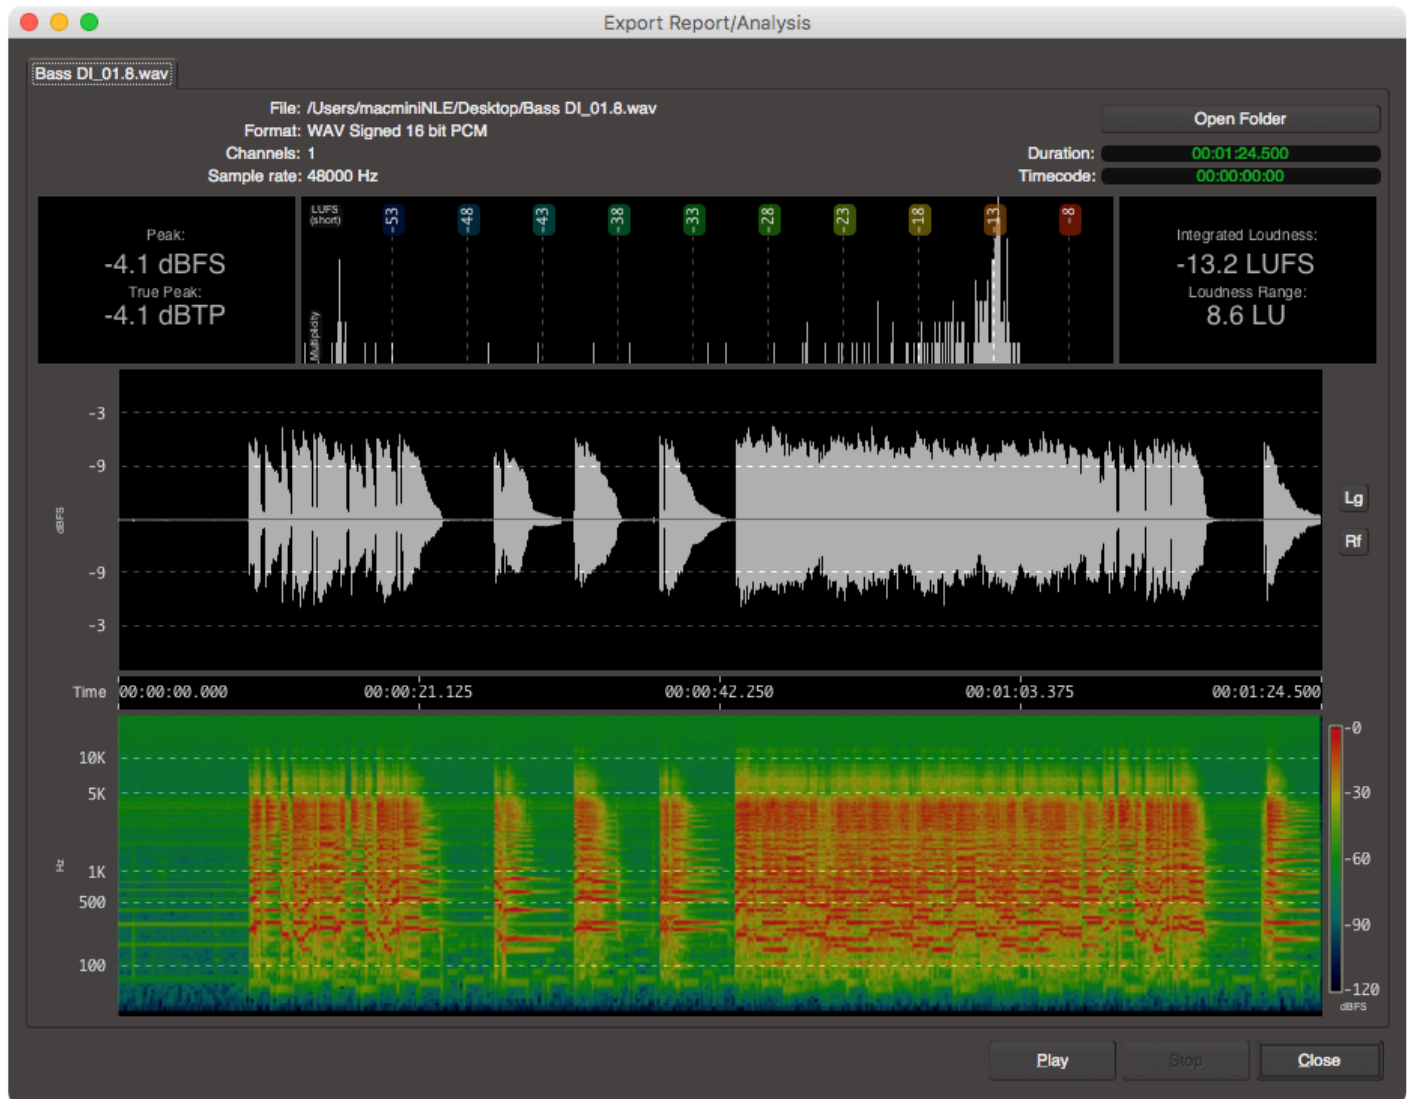 Export Report/Analysis
Bass DI_01.8.wav
File: /Users/macminiNLE/Desktop/Bass DI_01.8.wav
Format: WAV Signed 16 bit PCM
Channels: 1
Sample rate: 48000 Hz
Open Folder
Duration: 00:01:24.500
Timecode: 00:00:00:00
Peak:
-4.1 dBFS
True Peak:
-4.1 dBTP
LUFS
(short)
-53 -48 -43 -38 -33 -28 -23 -18 -13 -8
Multiplicity
Integrated Loudness:
-13.2 LUFS
Loudness Range:
8.6 LU
-3
-9
dBFS
-9
-3
Lg
Rf
Time 00:00:00.000 00:00:21.125 00:00:42.250 00:01:03.375 00:01:24.500
10K
5K
Hz
1K
500
100
-0
-30
-60
-90
-120
dBFS
Play Stop Close